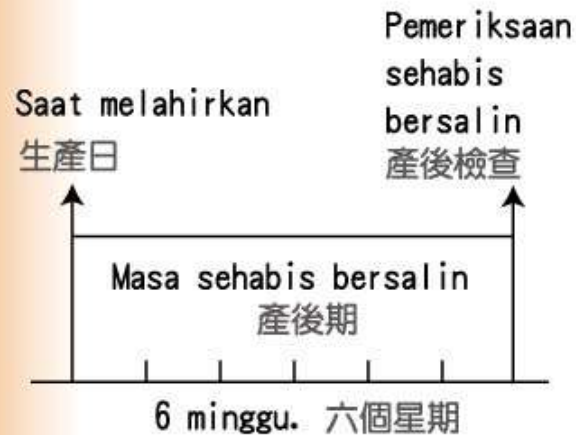 Saat melahirkan
生產日
Pemeriksaan
sehabis
bersalin
產後檢查
Masa sehabis bersalin
產後期
6 minggu. 六個星期